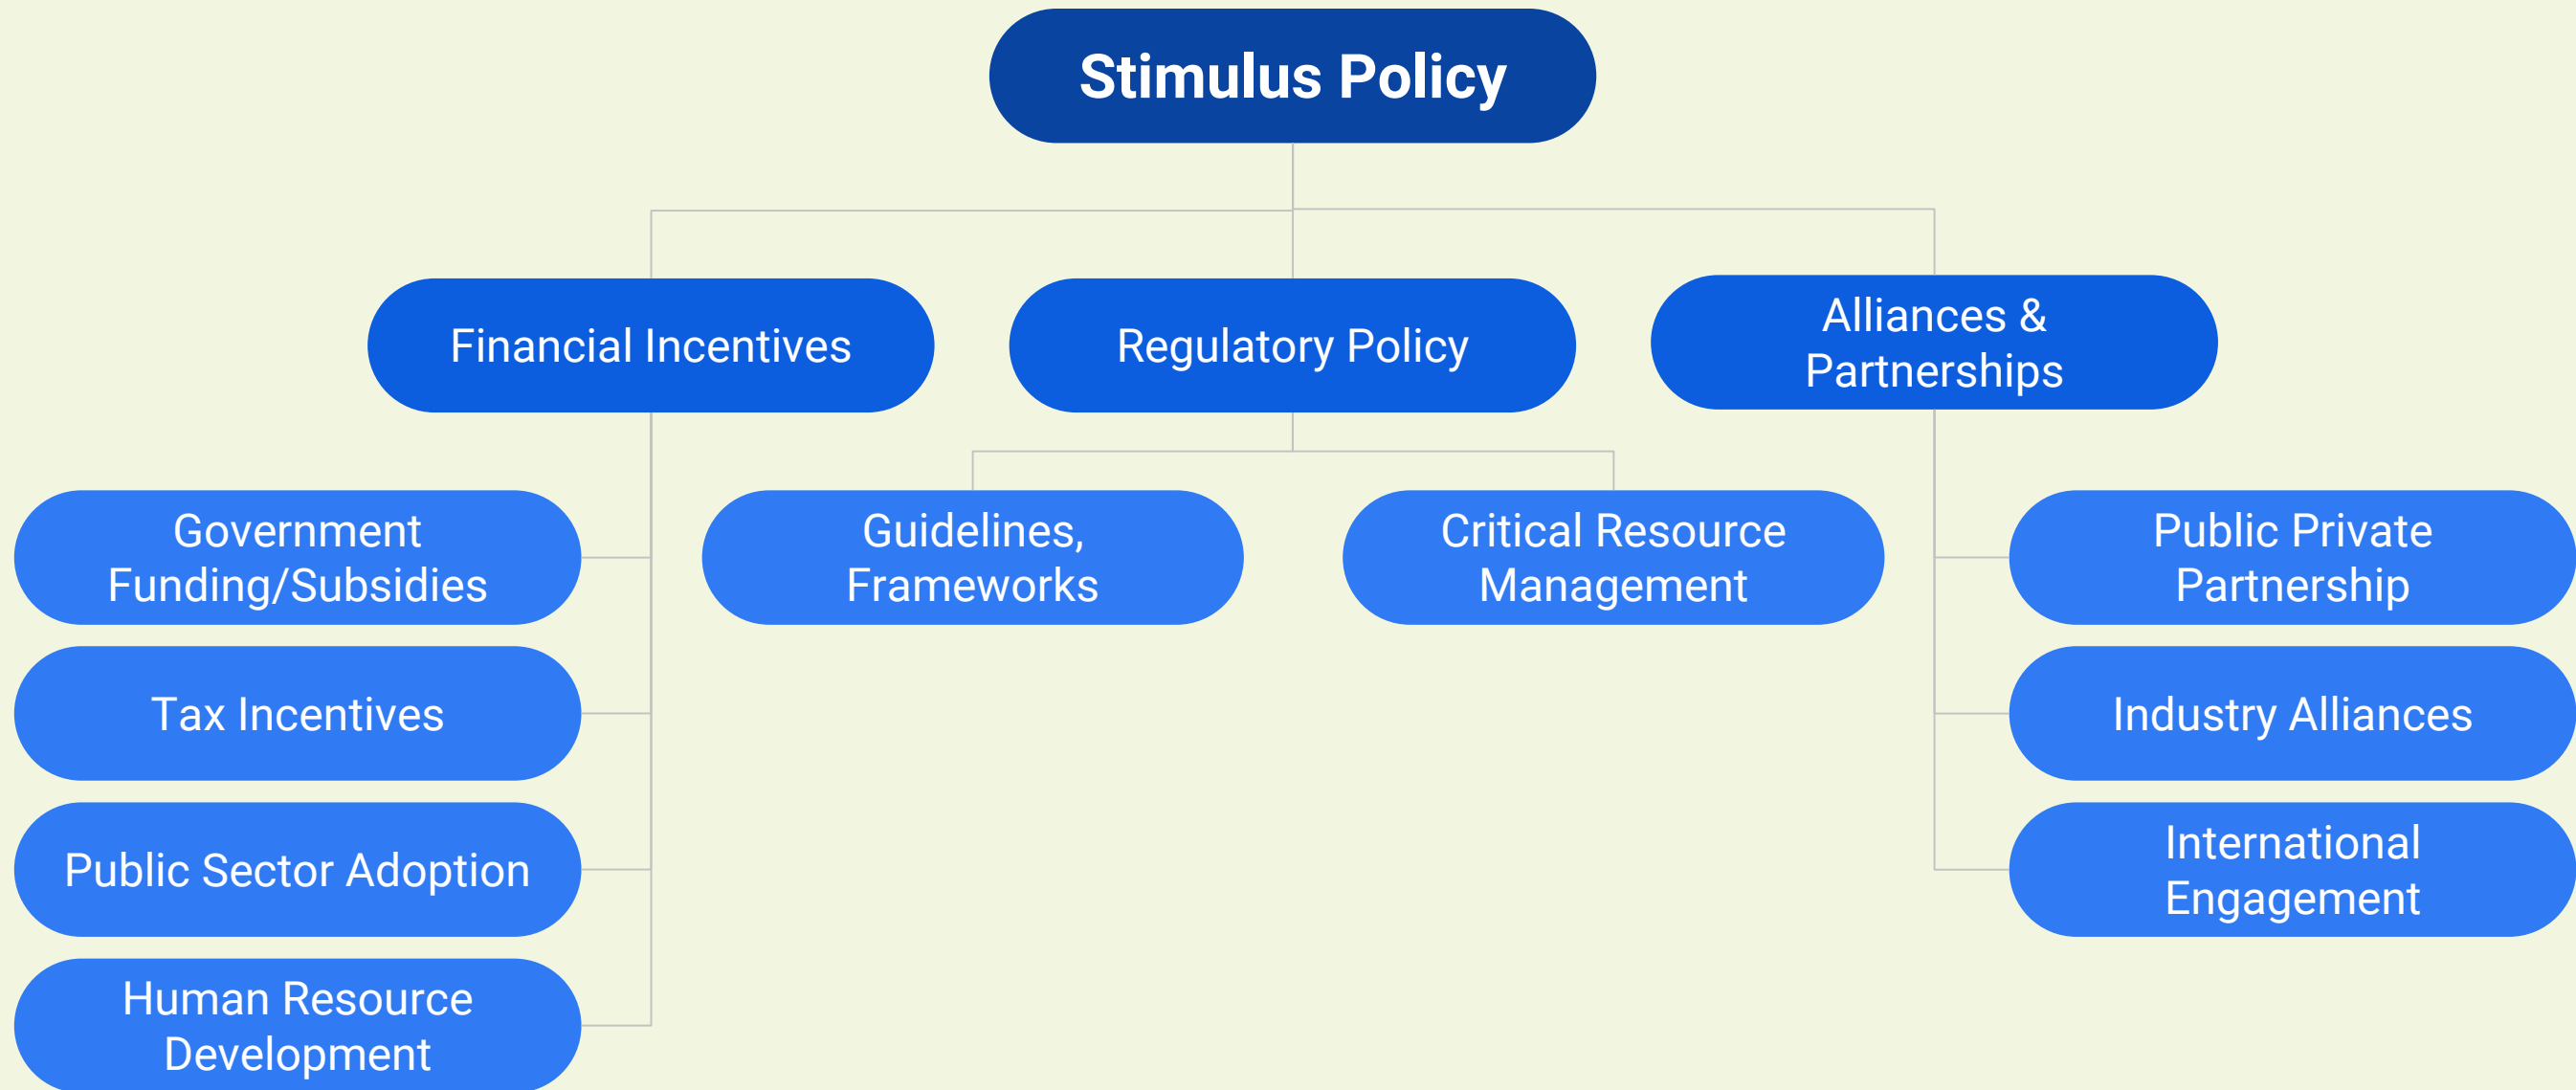 Stimulus Policy
Financial Incentives
Regulatory Policy
Alliances &
Partnerships
Government
Funding/Subsidies
Guidelines,
Frameworks
Critical Resource
Management
Public Private
Partnership
Tax Incentives
Industry Alliances
Public Sector Adoption
International
Engagement
Human Resource
Development